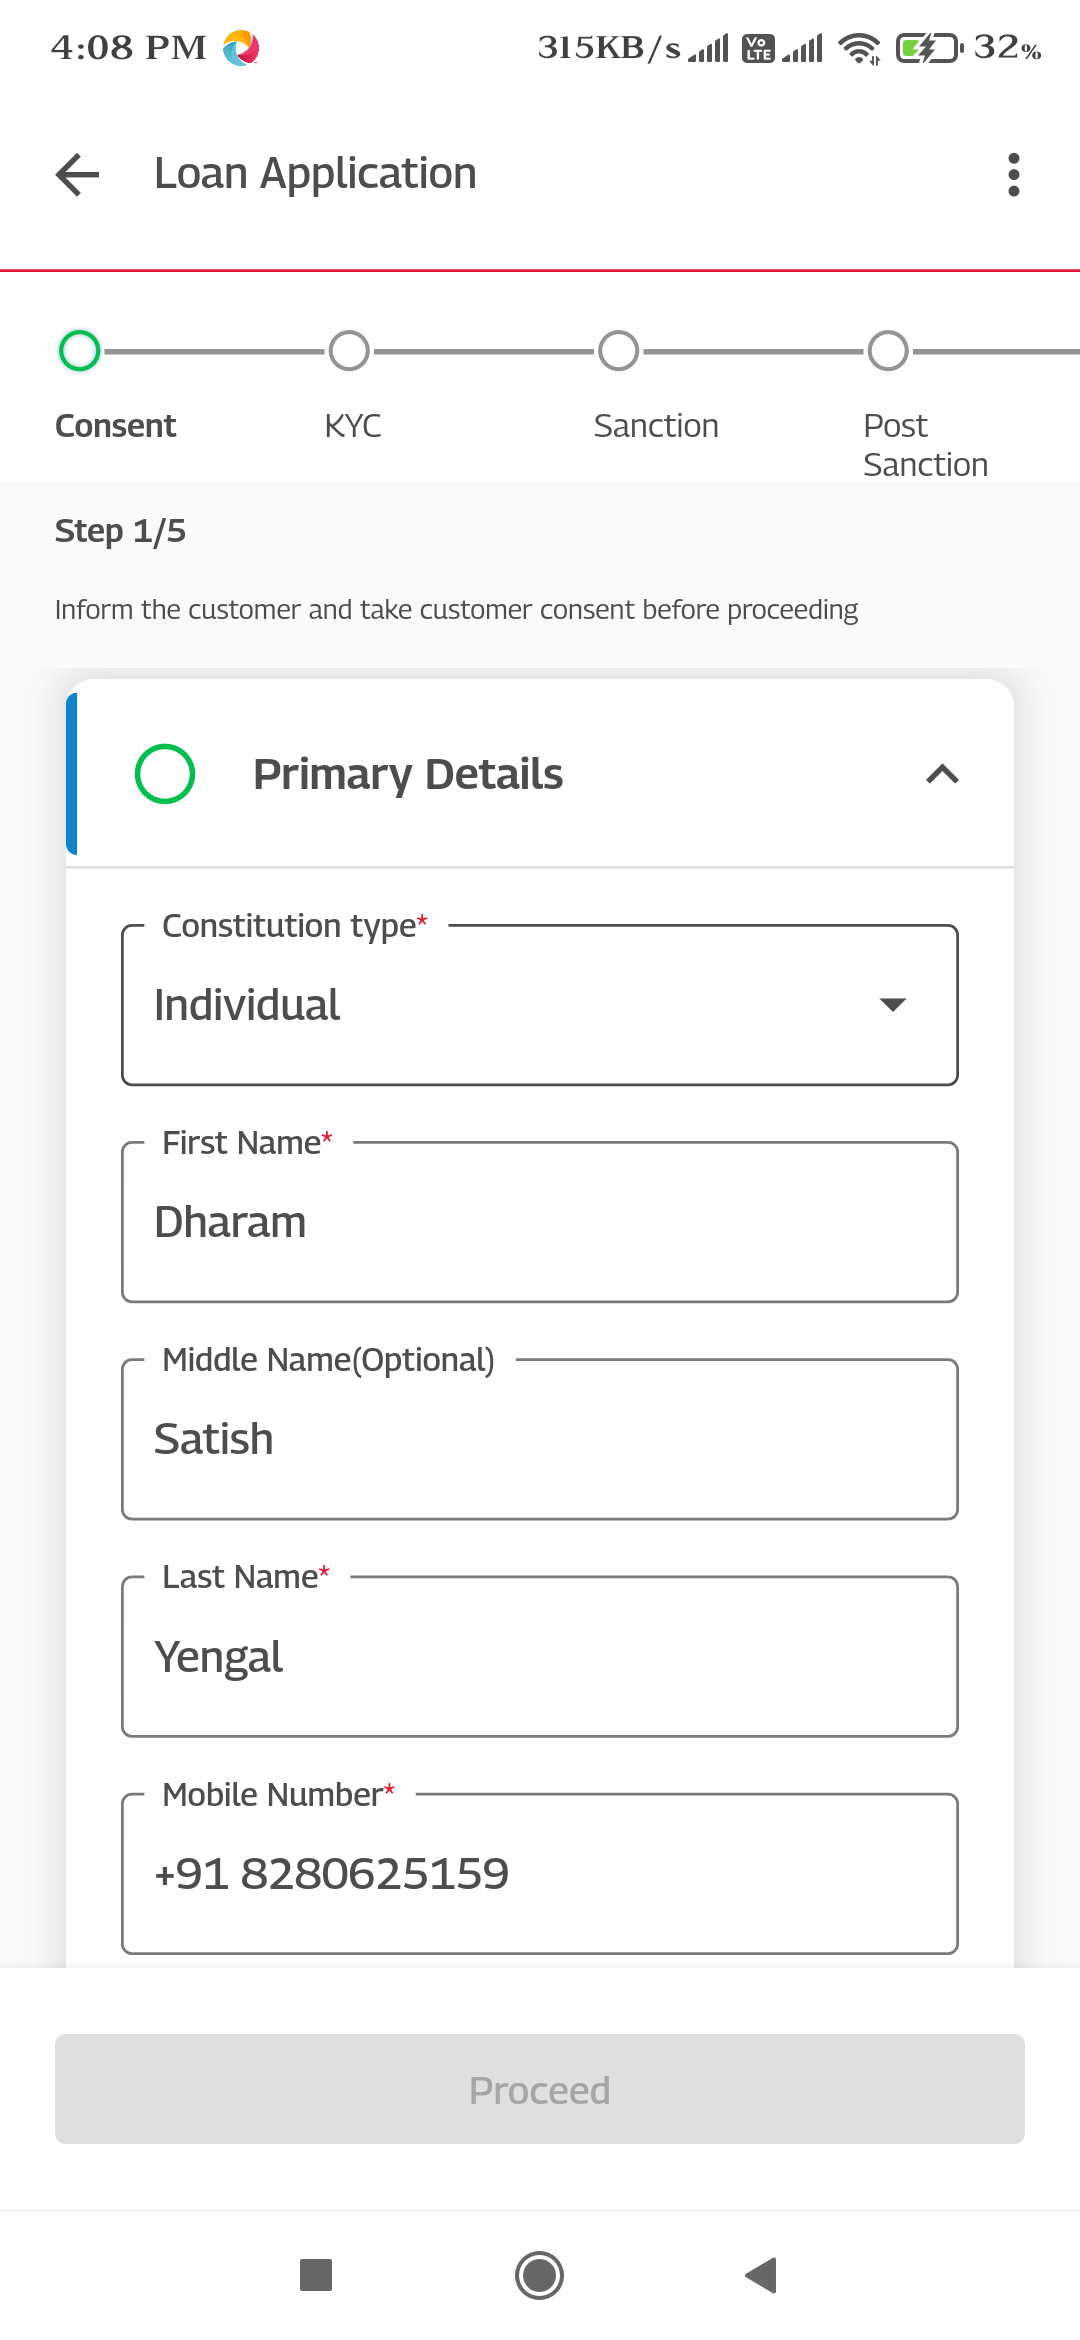 4:08 PM
315KB/s Vo LTE 32%
Loan Application
Consent
KYC
Sanction
Post Sanction
Step 1/5
Inform the customer and take customer consent before proceeding
Primary Details
Constitution type*
Individual
First Name*
Dharam
Middle Name(Optional)
Satish
Last Name*
Yengal
Mobile Number*
+91 8280625159
Proceed